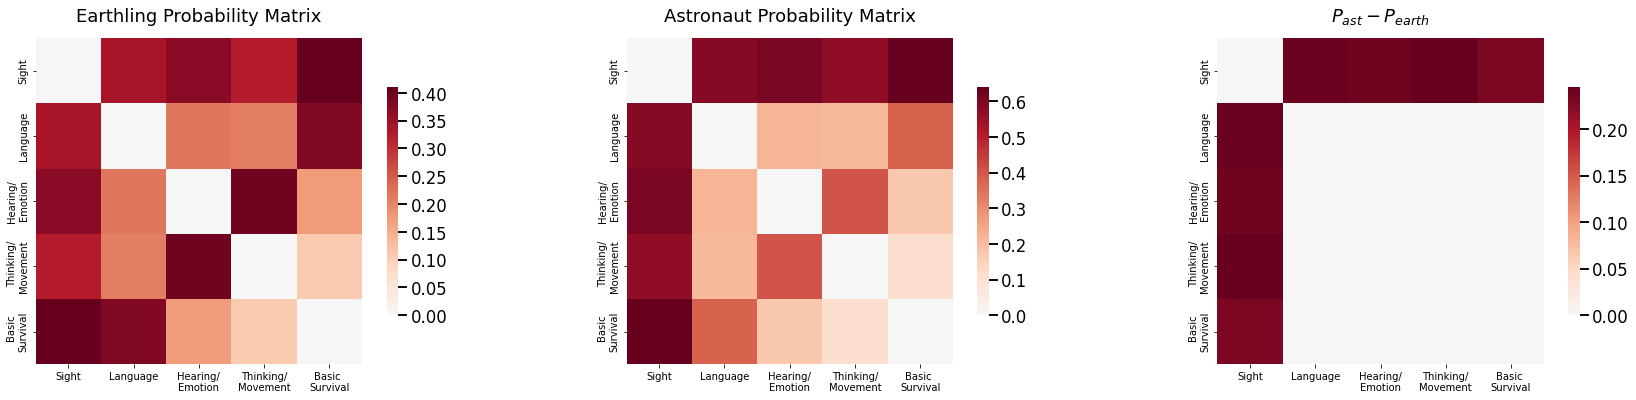 Earthling Probability Matrix
Sight
Language
Hearing/
Emotion
Thinking/
Movement
Basic
Survival
Sight
Language
Hearing/
Emotion
Thinking/
Movement
Basic
Survival
0.40
0.35
0.30
0.25
0.20
0.15
0.10
0.05
0.00
Astronaut Probability Matrix
Sight
Language
Hearing/
Emotion
Thinking/
Movement
Basic
Survival
Sight
Language
Hearing/
Emotion
Thinking/
Movement
Basic
Survival
0.6
0.5
0.4
0.3
0.2
0.1
0.0
P_ast − P_earth
Sight
Language
Hearing/
Emotion
Thinking/
Movement
Basic
Survival
Sight
Language
Hearing/
Emotion
Thinking/
Movement
Basic
Survival
0.20
0.15
0.10
0.05
0.00